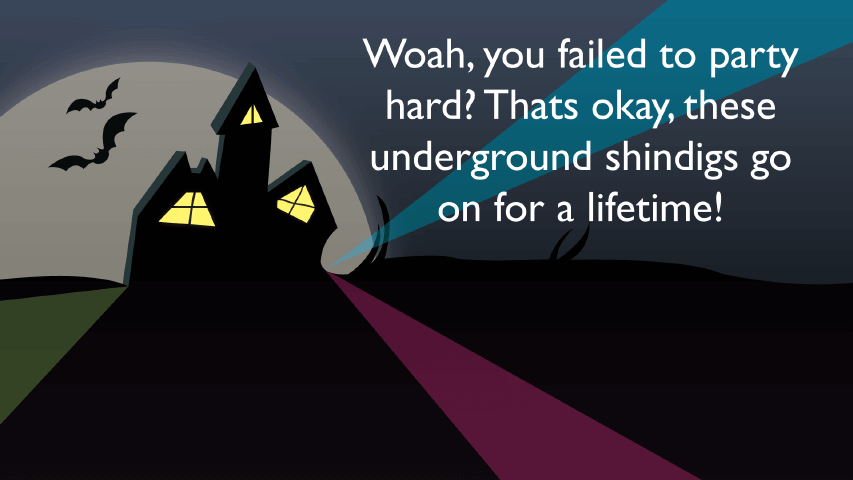 Woah, you failed to party
hard? Thats okay, these
underground shindigs go
on for a lifetime!